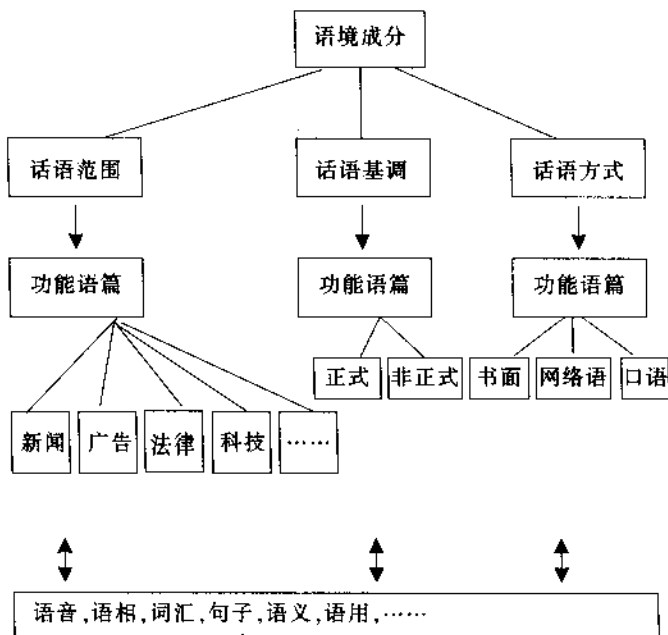 语境成分
话语范围 话语基调 话语方式
功能语篇 功能语篇 功能语篇
正式 非正式 书面 网络语 口语
新闻 广告 法律 科技 ……
语音,语相,词汇,句子,语义,语用,……